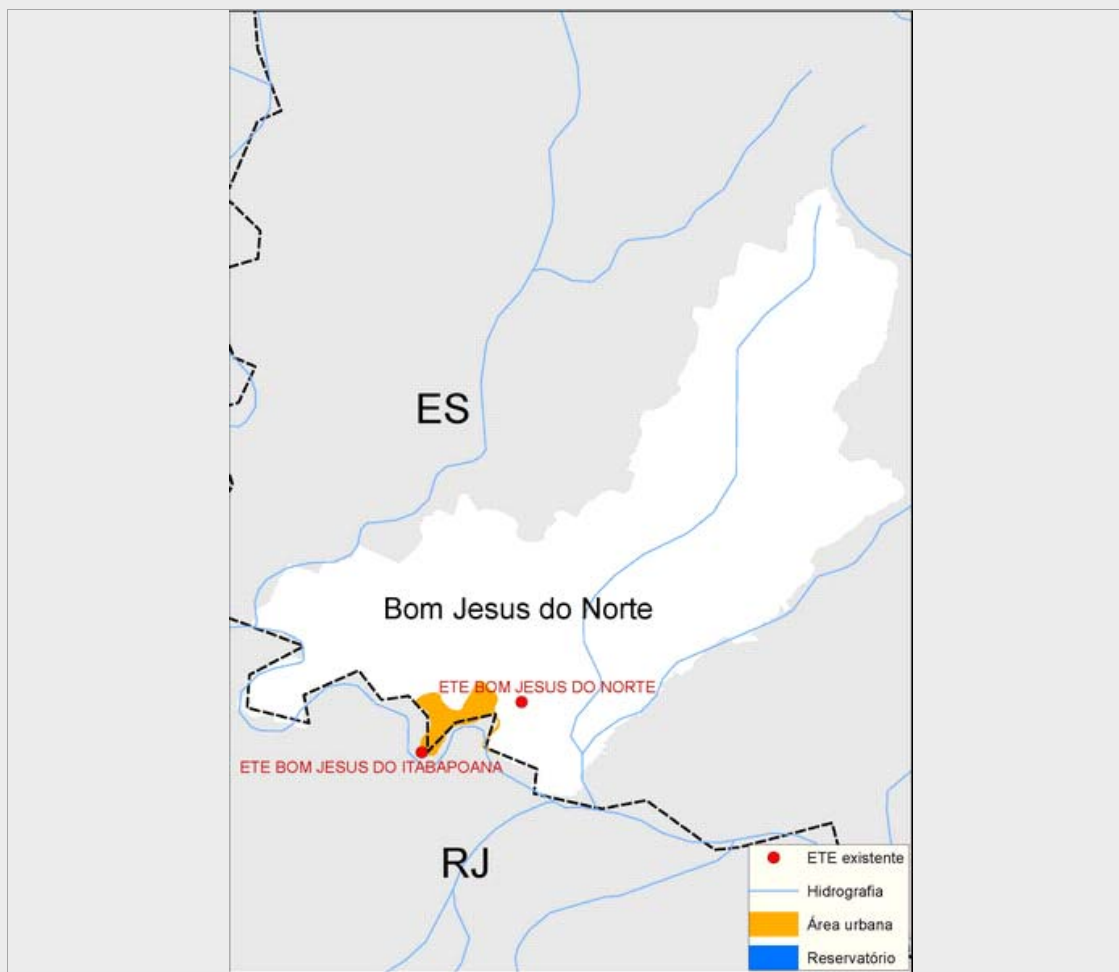 ES
Bom Jesus do Norte
ETE BOM JESUS DO NORTE
ETE BOM JESUS DO ITABAPOANA
RJ
ETE existente
Hidrografia
Área urbana
Reservatório